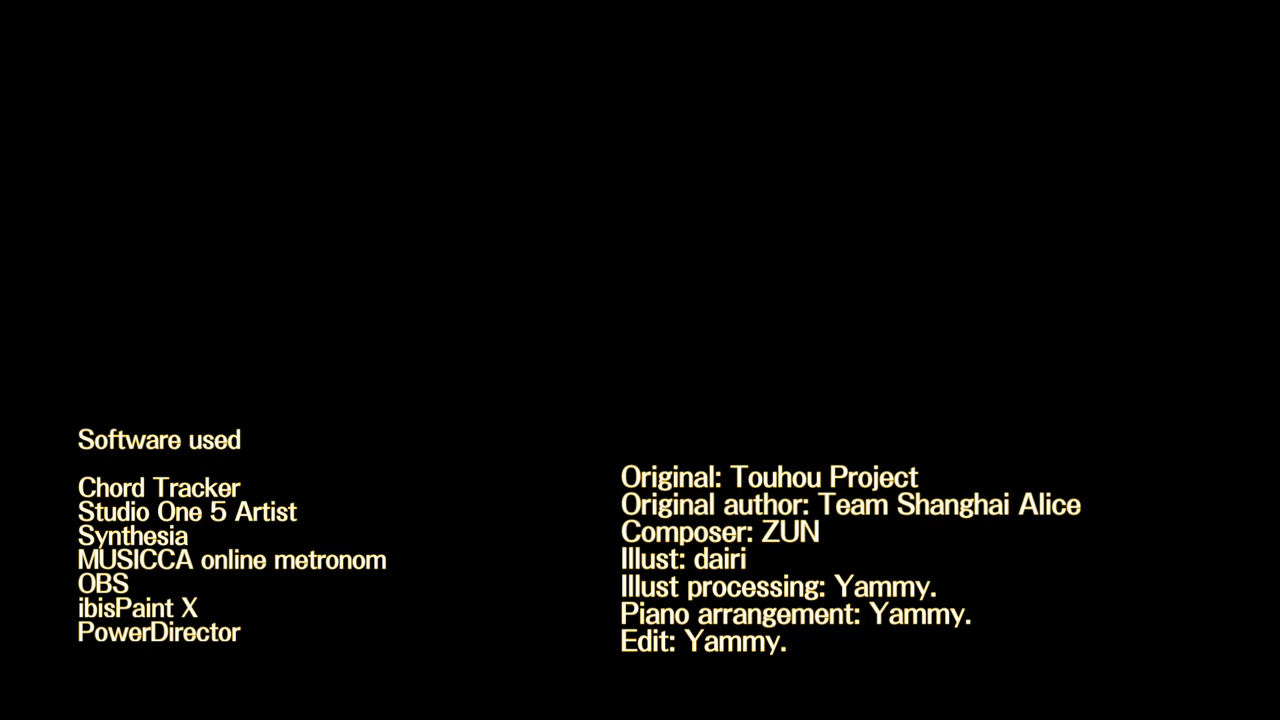 Software used
Chord Tracker
Studio One 5 Artist
Synthesia
MUSICCA online metronom
OBS
ibisPaint X
PowerDirector
Original: Touhou Project
Original author: Team Shanghai Alice
Composer: ZUN
Illust: dairi
Illust processing: Yammy.
Piano arrangement: Yammy.
Edit: Yammy.